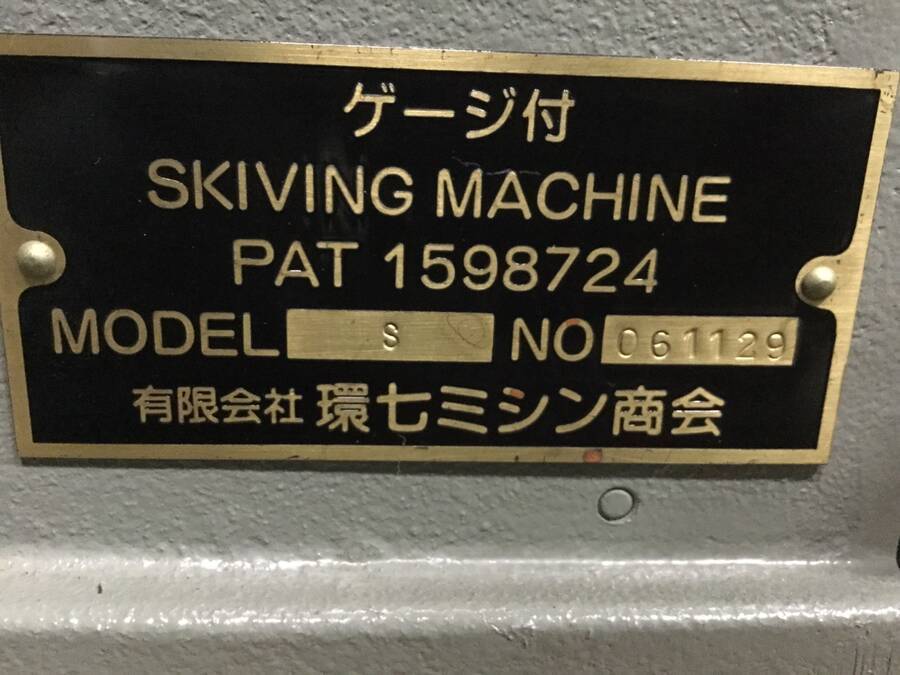 ゲージ付
SKIVING MACHINE
PAT 1598724
MODEL S NO 061129
有限会社 環七ミシン商会